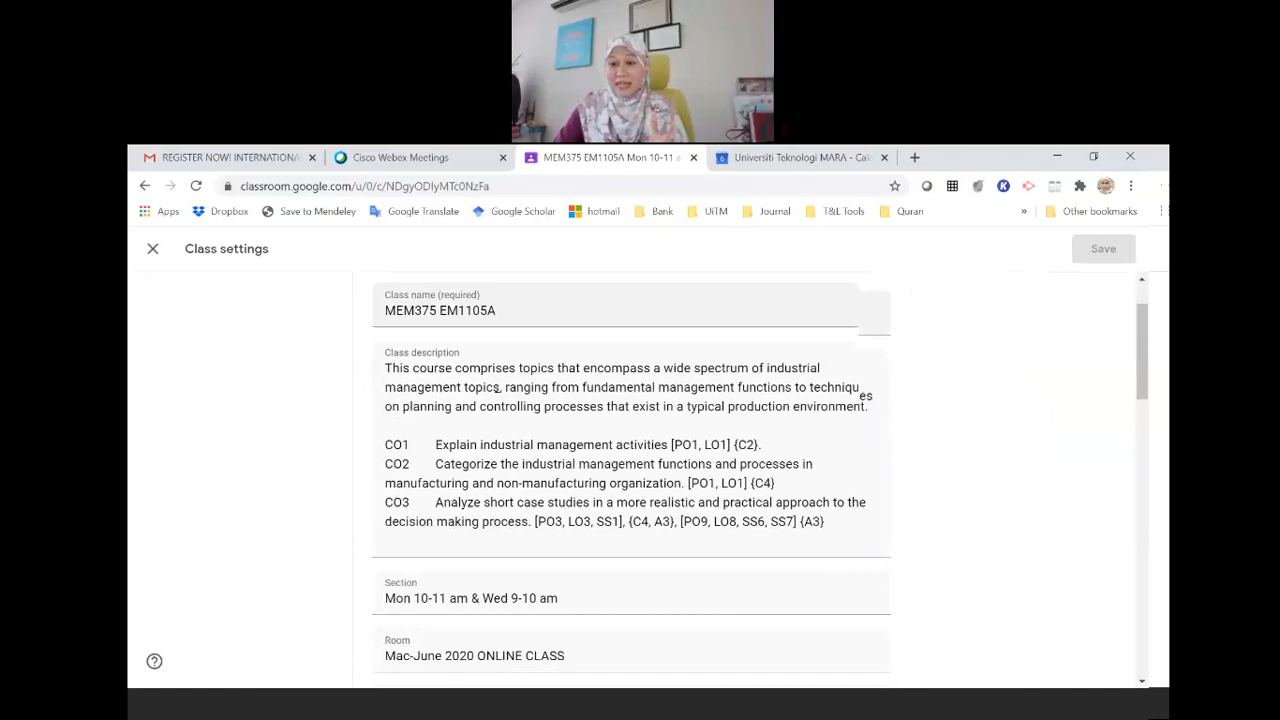 REGISTER NOW! INTERNATIONA
Cisco Webex Meetings
MEM375 EM1105A Mon 10-11 a
Universiti Teknologi MARA - Cal
classroom.google.com/u/0/c/NDgyODIyMTc0NzFa
Apps
Dropbox
Save to Mendeley
Google Translate
Google Scholar
hotmail
Bank
UiTM
Journal
T&L Tools
Quran
»
Other bookmarks
Class settings
Save
Class name (required)
MEM375 EM1105A
Class description
This course comprises topics that encompass a wide spectrum of industrial
management topics, ranging from fundamental management functions to techniques
on planning and controlling processes that exist in a typical production environment.
CO1 Explain industrial management activities [PO1, LO1] {C2}.
CO2 Categorize the industrial management functions and processes in
manufacturing and non-manufacturing organization. [PO1, LO1] {C4}
CO3 Analyze short case studies in a more realistic and practical approach to the
decision making process. [PO3, LO3, SS1], {C4, A3}, [PO9, LO8, SS6, SS7] {A3}
Section
Mon 10-11 am & Wed 9-10 am
Room
Mac-June 2020 ONLINE CLASS